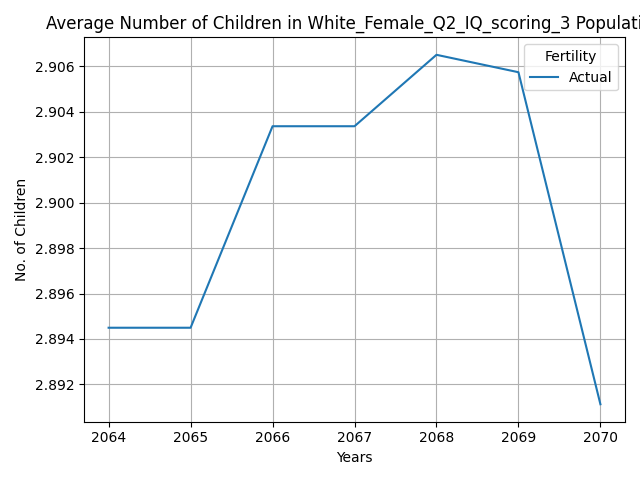 Average Number of Children in White_Female_Q2_IQ_scoring_3 Populati
Fertility
Actual
2.906
2.904
2.902
2.900
2.898
2.896
2.894
2.892
No. of Children
2064 2065 2066 2067 2068 2069 2070
Years